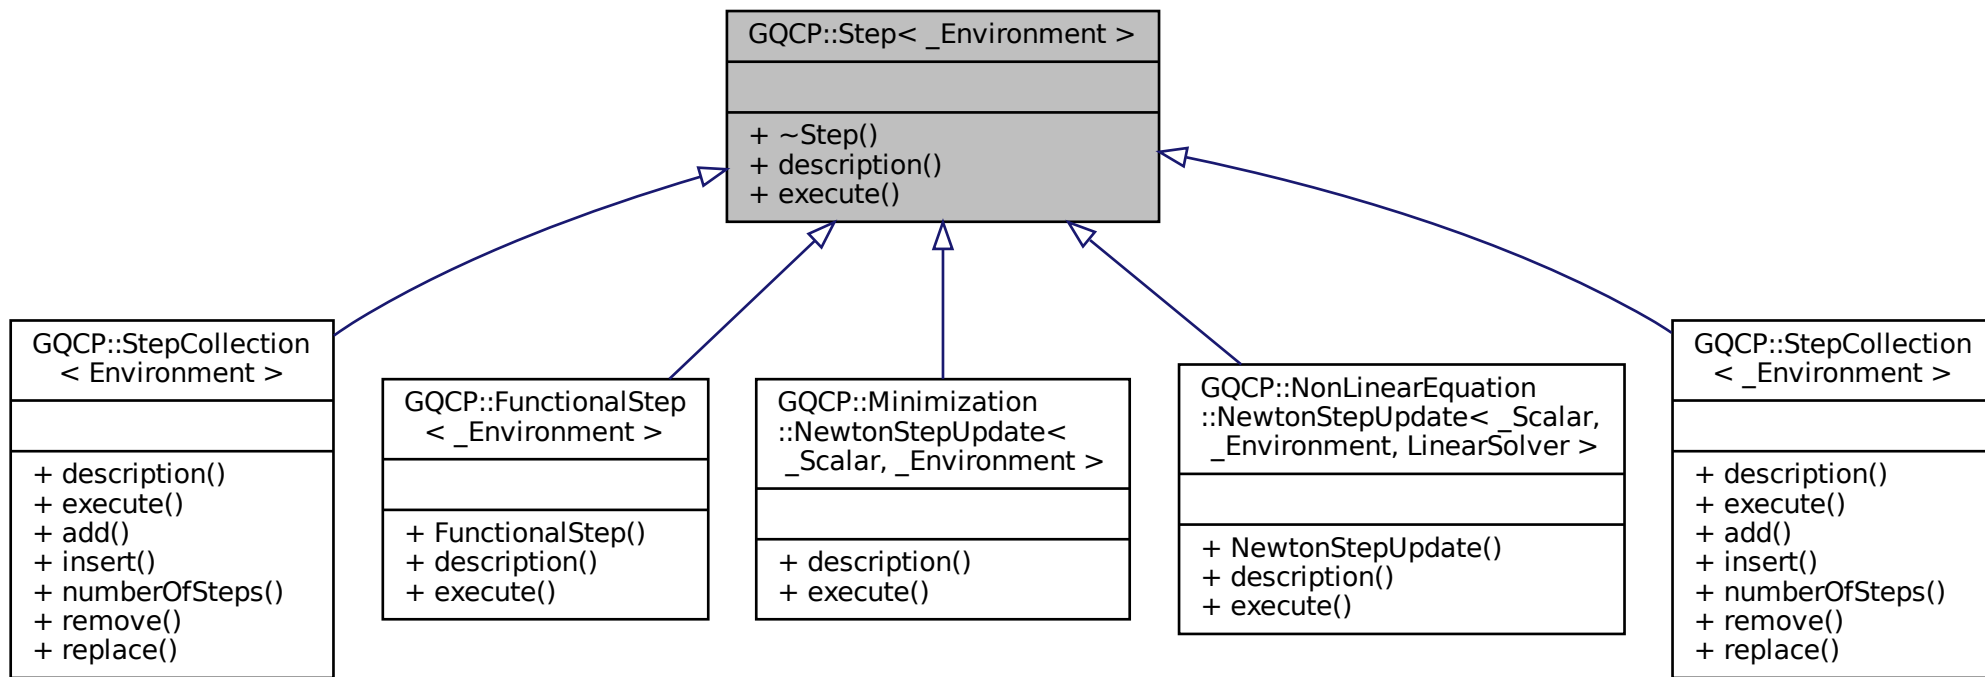 GQCP::Step< _Environment >
+ ~Step()
+ description()
+ execute()
GQCP::StepCollection
< Environment >
+ description()
+ execute()
+ add()
+ insert()
+ numberOfSteps()
+ remove()
+ replace()
GQCP::FunctionalStep
< _Environment >
+ FunctionalStep()
+ description()
+ execute()
GQCP::Minimization
::NewtonStepUpdate<
_Scalar, _Environment >
+ description()
+ execute()
GQCP::NonLinearEquation
::NewtonStepUpdate< _Scalar,
_Environment, LinearSolver >
+ NewtonStepUpdate()
+ description()
+ execute()
GQCP::StepCollection
< _Environment >
+ description()
+ execute()
+ add()
+ insert()
+ numberOfSteps()
+ remove()
+ replace()